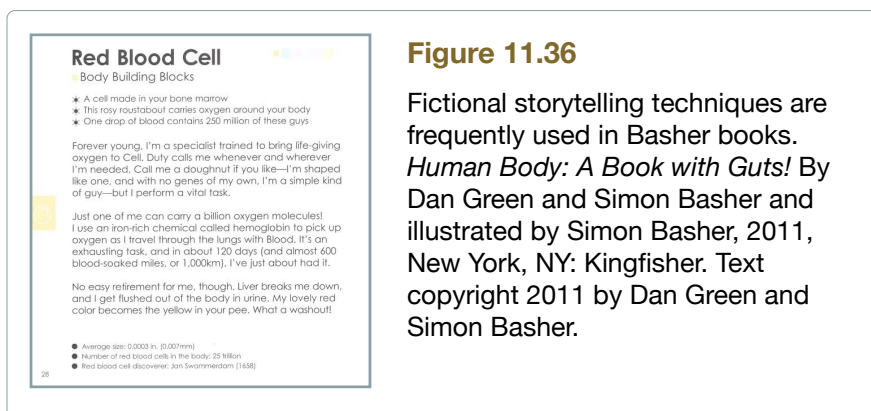 Red Blood Cell
Body Building Blocks
A cell made in your bone marrow
This rosy roustabout carries oxygen around your body
One drop of blood contains 250 million of these guys
Forever young, I'm a specialist trained to bring life-giving
oxygen to Cell. Duty calls me whenever and wherever
I'm needed. Call me a doughnut if you like—I'm shaped
like one, and with no genes of my own, I'm a simple kind
of guy—but I perform a vital task.
Just one of me can carry a billion oxygen molecules!
I use an iron-rich chemical called hemoglobin to pick up
oxygen as I travel through the lungs with Blood. It's an
exhausting task, and in about 120 days (and almost 600
blood-soaked miles, or 1,000km), I've just about had it.
No easy retirement for me, though. Liver breaks me down,
and I get flushed out of the body in urine. My lovely red
color becomes the yellow in your pee. What a washout!
Average size: 0.0003 in. (0.007mm)
Number of red blood cells in the body: 25 trillion
Red blood cell discoverer: Jan Swammerdam (1658)
28
Figure 11.36
Fictional storytelling techniques are
frequently used in Basher books.
Human Body: A Book with Guts! By
Dan Green and Simon Basher and
illustrated by Simon Basher, 2011,
New York, NY: Kingfisher. Text
copyright 2011 by Dan Green and
Simon Basher.